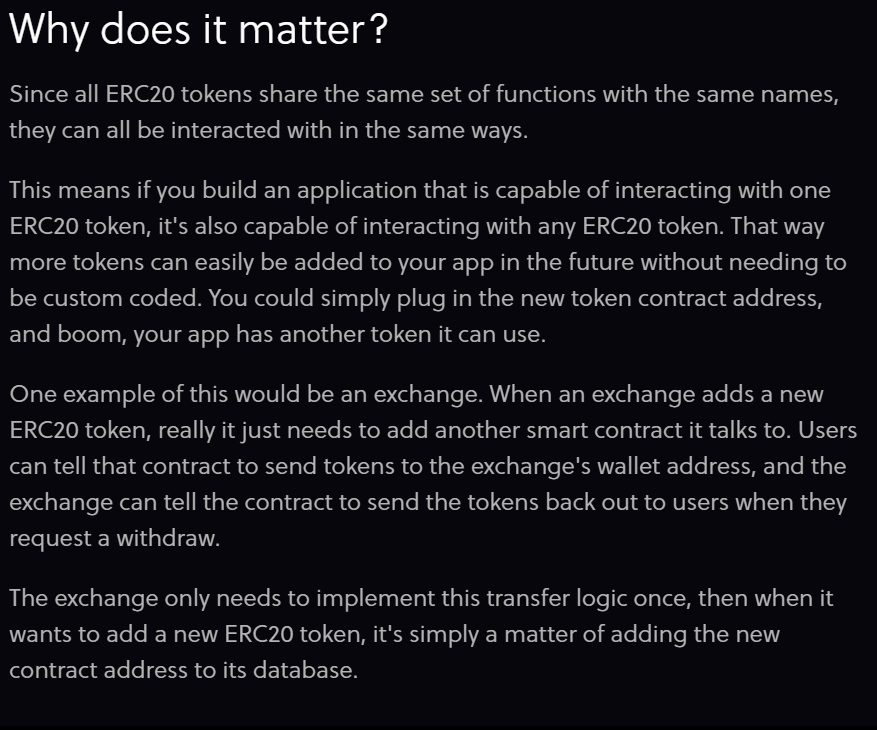 Why does it matter?
Since all ERC20 tokens share the same set of functions with the same names,
they can all be interacted with in the same ways.
This means if you build an application that is capable of interacting with one
ERC20 token, it's also capable of interacting with any ERC20 token. That way
more tokens can easily be added to your app in the future without needing to
be custom coded. You could simply plug in the new token contract address,
and boom, your app has another token it can use.
One example of this would be an exchange. When an exchange adds a new
ERC20 token, really it just needs to add another smart contract it talks to. Users
can tell that contract to send tokens to the exchange's wallet address, and the
exchange can tell the contract to send the tokens back out to users when they
request a withdraw.
The exchange only needs to implement this transfer logic once, then when it
wants to add a new ERC20 token, it's simply a matter of adding the new
contract address to its database.